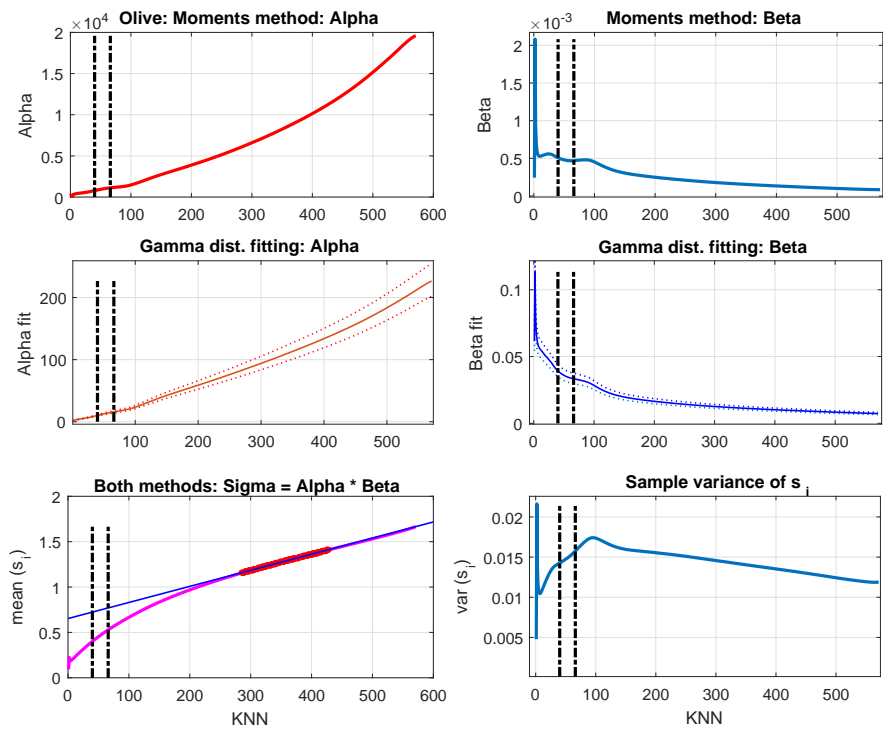 Olive: Moments method: Alpha
×10⁴
Alpha
2
1.5
1
0.5
0
0 100 200 300 400 500 600
Moments method: Beta
×10⁻³
Beta
2
1.5
1
0.5
0
0 100 200 300 400 500
Gamma dist. fitting: Alpha
Alpha fit
200
100
0
100 200 300 400 500
Gamma dist. fitting: Beta
Beta fit
0.1
0.05
0
0 100 200 300 400 500
Both methods: Sigma = Alpha * Beta
mean (s_i)
2
1.5
1
0.5
0
0 100 200 300 400 500 600
KNN
Sample variance of s_i
var (s_i)
0.02
0.015
0.01
0.005
0 100 200 300 400 500
KNN